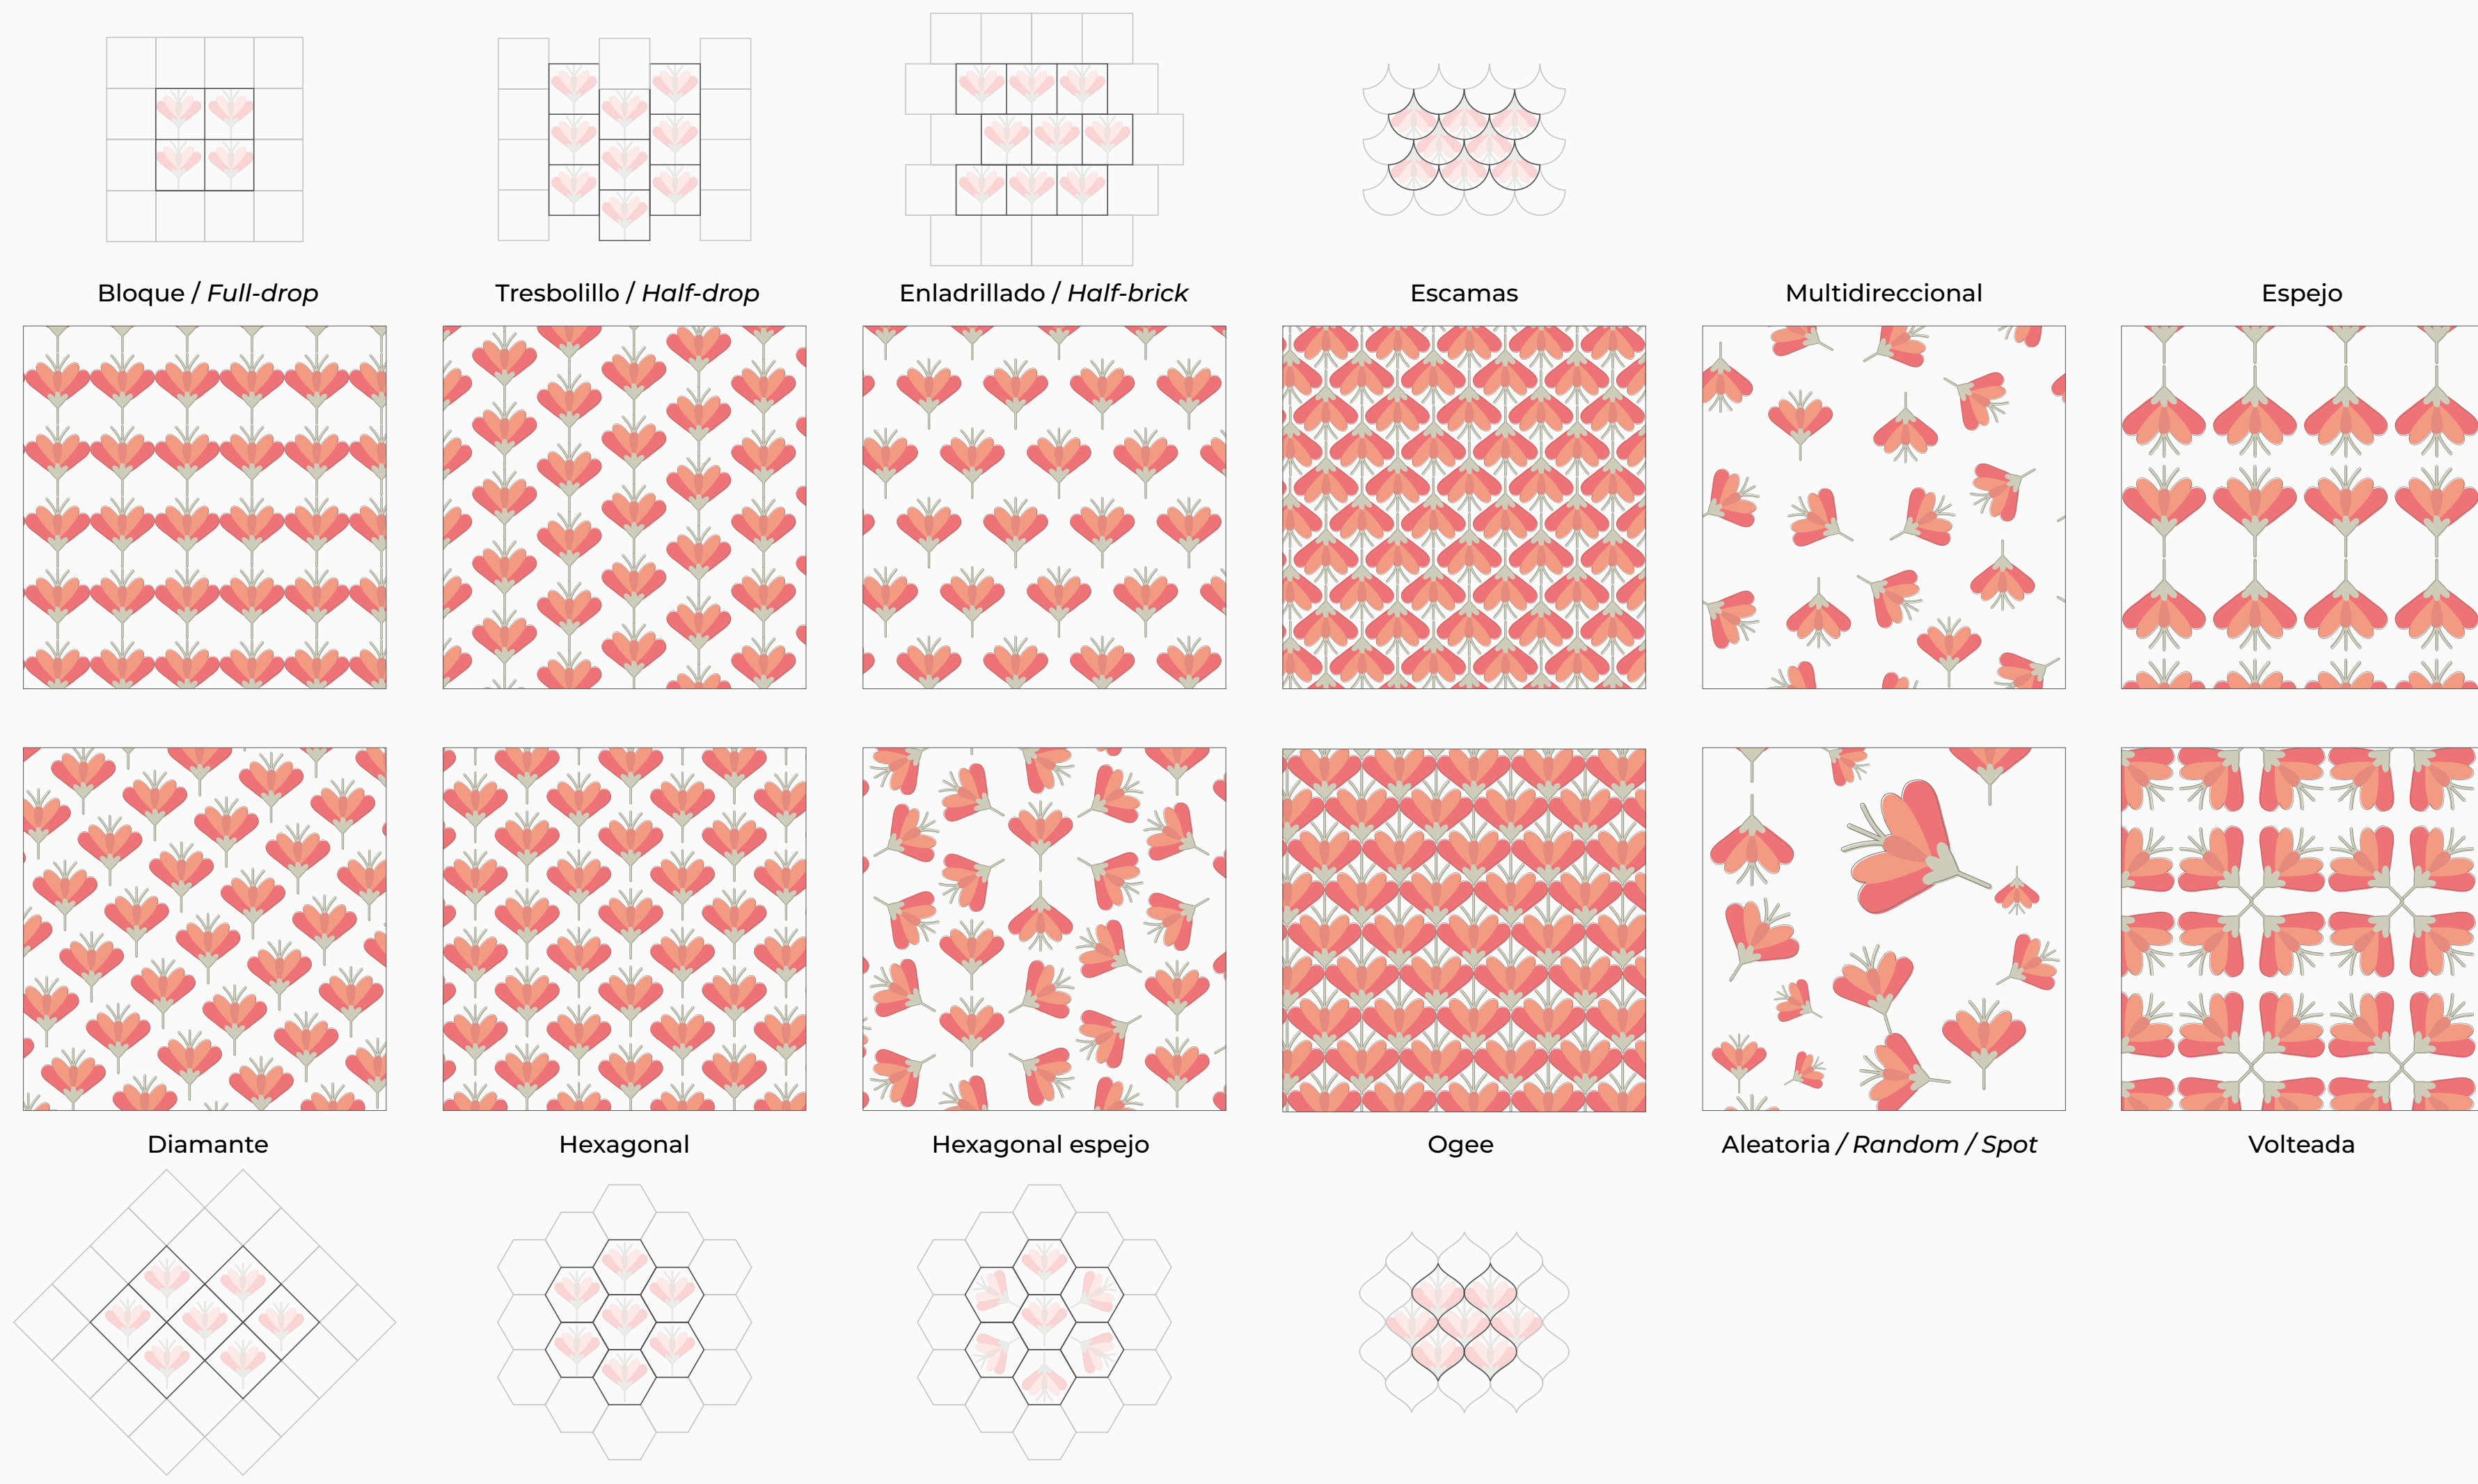 Bloque / Full-drop
Tresbolillo / Half-drop
Enladrillado / Half-brick
Escamas
Multidireccional
Espejo
Diamante
Hexagonal
Hexagonal espejo
Ogee
Aleatoria / Random / Spot
Volteada